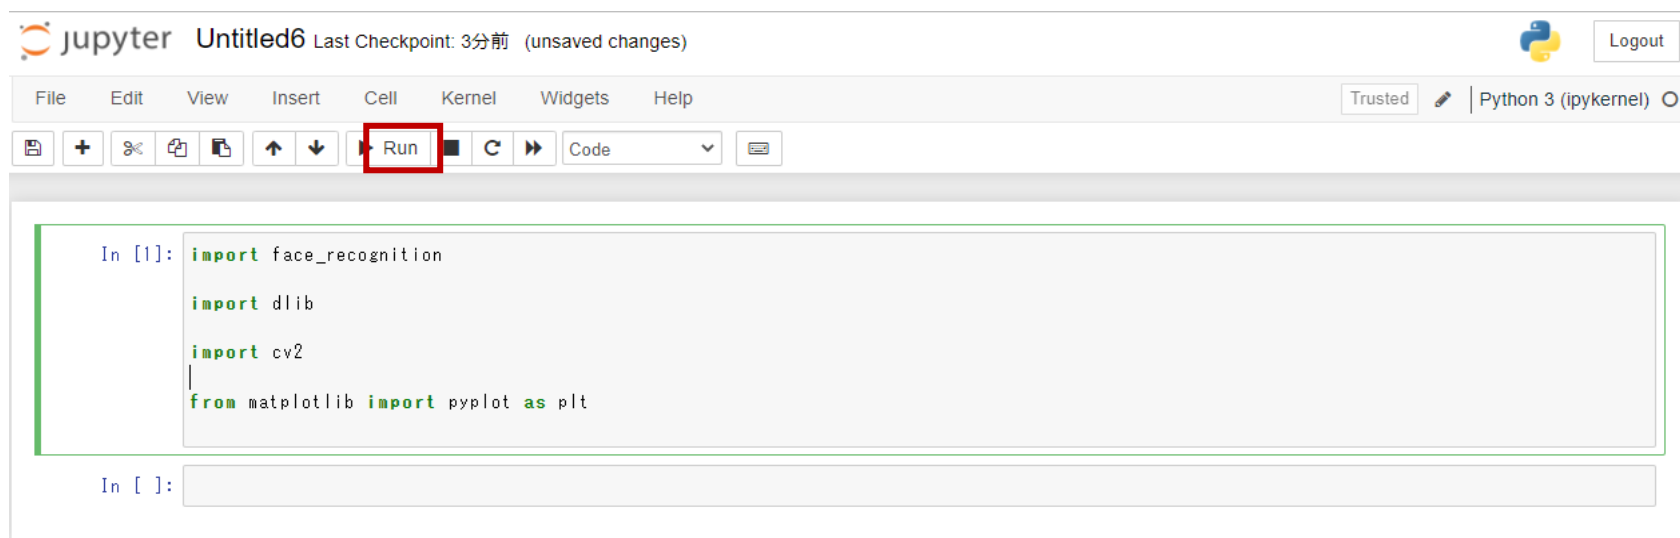 jupyter Untitled6 Last Checkpoint: 3分前 (unsaved changes) Logout
File Edit View Insert Cell Kernel Widgets Help Trusted Python 3 (ipykernel)
Run Code
In [1]: import face_recognition
import dlib
import cv2
from matplotlib import pyplot as plt
In [ ]: